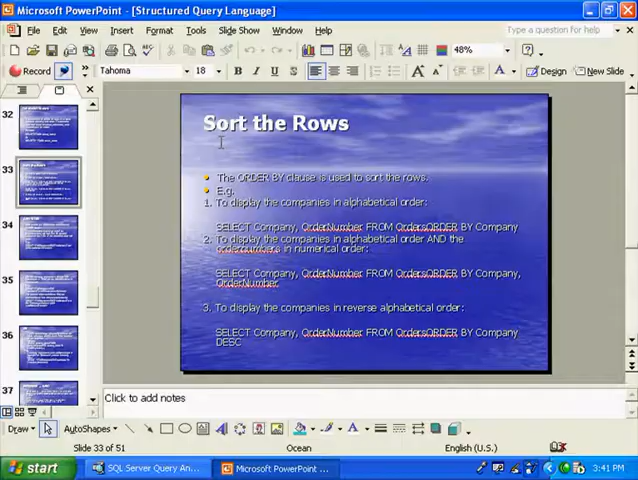 Microsoft PowerPoint - [Structured Query Language]
File Edit View Insert Format Tools Slide Show Window Help
Type a question for help
48%
Record Tahoma 18 B I U S A A A Design New Slide
32
33
34
35
36
37
Sort the Rows
The ORDER BY clause is used to sort the rows.
E.g.
1. To display the companies in alphabetical order:
SELECT Company, OrderNumber FROM OrdersORDER BY Company
2. To display the companies in alphabetical order AND the
ordernumbers in numerical order:
SELECT Company, OrderNumber FROM OrdersORDER BY Company,
OrderNumber
3. To display the companies in reverse alphabetical order:
SELECT Company, OrderNumber FROM OrdersORDER BY Company
DESC
Click to add notes
Draw AutoShapes
Slide 33 of 51
Ocean
English (U.S.)
start
SQL Server Query An...
Microsoft PowerPoint ...
3:41 PM